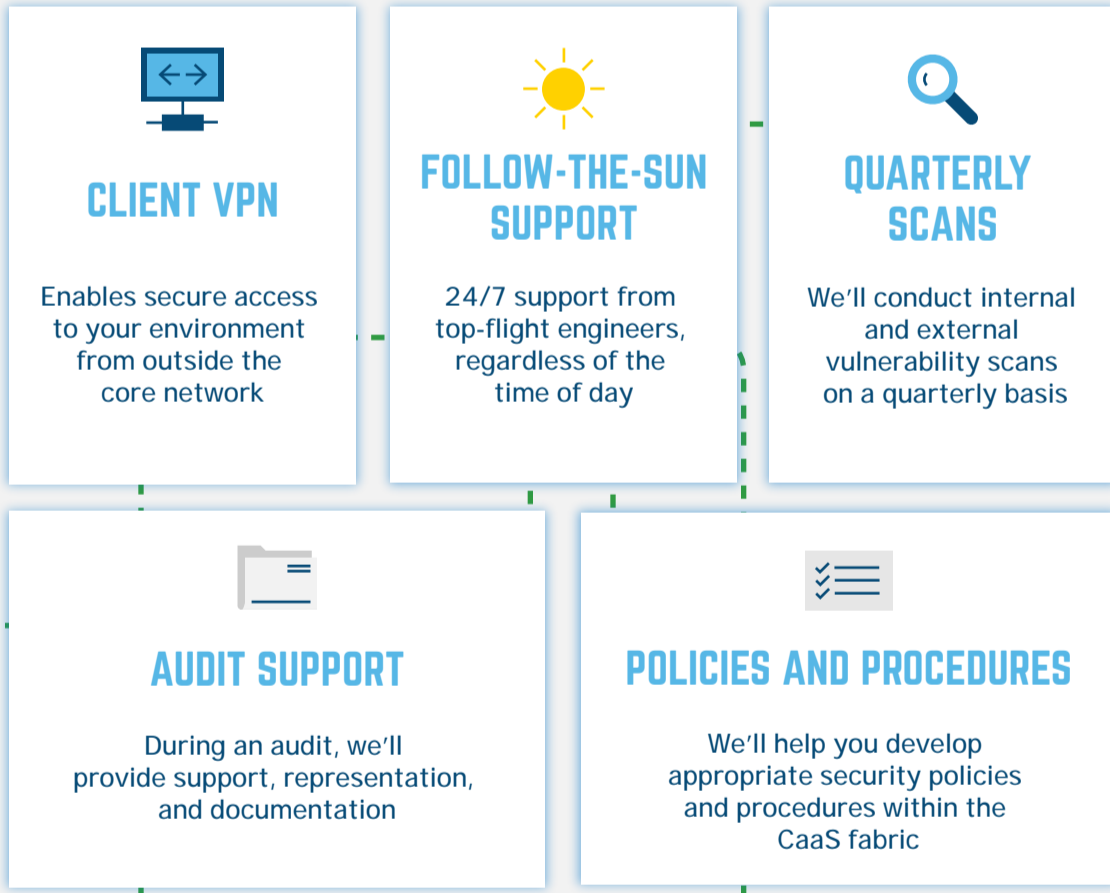 CLIENT VPN
Enables secure access
to your environment
from outside the
core network
FOLLOW-THE-SUN
SUPPORT
24/7 support from
top-flight engineers,
regardless of the
time of day
QUARTERLY
SCANS
We'll conduct internal
and external
vulnerability scans
on a quarterly basis
AUDIT SUPPORT
During an audit, we'll
provide support, representation,
and documentation
POLICIES AND PROCEDURES
We'll help you develop
appropriate security policies
and procedures within the
CaaS fabric